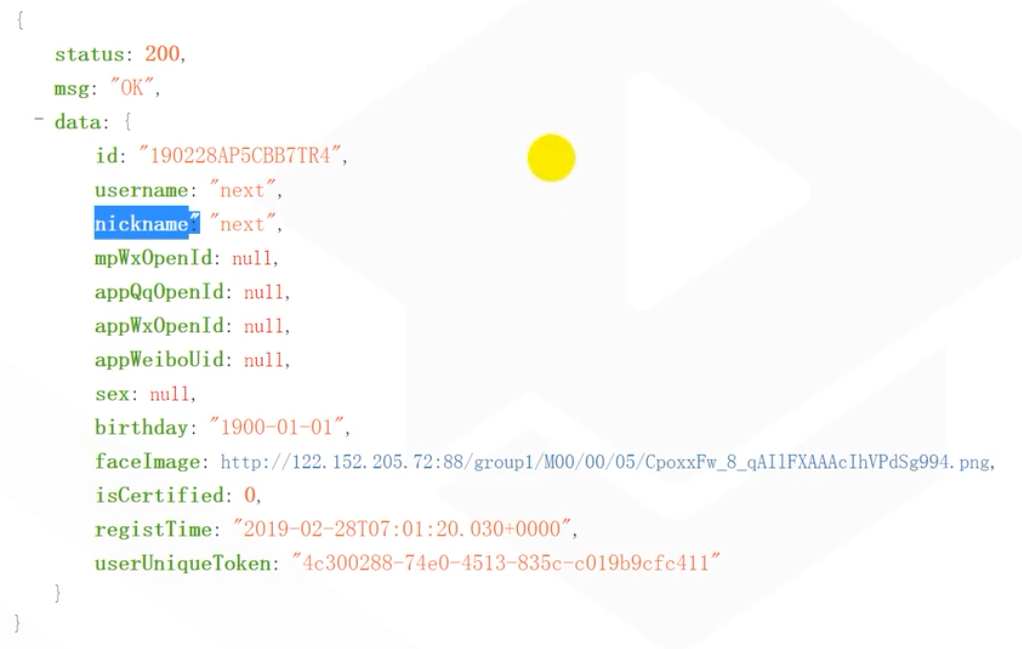 {
status: 200,
msg: "OK",
- data: {
id: "190228AP5CBB7TR4",
username: "next",
nickname" "next",
mpWxOpenId: null,
appQqOpenId: null,
appWxOpenId: null,
appWeiboUid: null,
sex: null,
birthday: "1900-01-01",
faceImage: http://122.152.205.72:88/group1/M00/00/05/CpoxxFw_8_qAIlFXAAAcIhVPdSg994.png,
isCertified: 0,
registTime: "2019-02-28T07:01:20.030+0000",
userUniqueToken: "4c300288-74e0-4513-835c-c019b9cfc411"
}
}